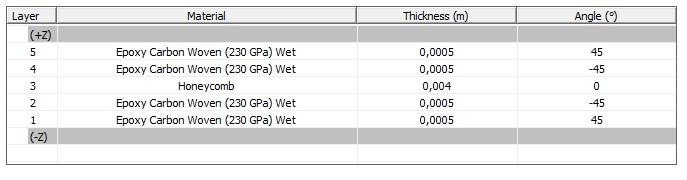 Layer Material Thickness (m) Angle (°)
(+Z)
5 Epoxy Carbon Woven (230 GPa) Wet 0,0005 45
4 Epoxy Carbon Woven (230 GPa) Wet 0,0005 -45
3 Honeycomb 0,004 0
2 Epoxy Carbon Woven (230 GPa) Wet 0,0005 -45
1 Epoxy Carbon Woven (230 GPa) Wet 0,0005 45
(-Z)